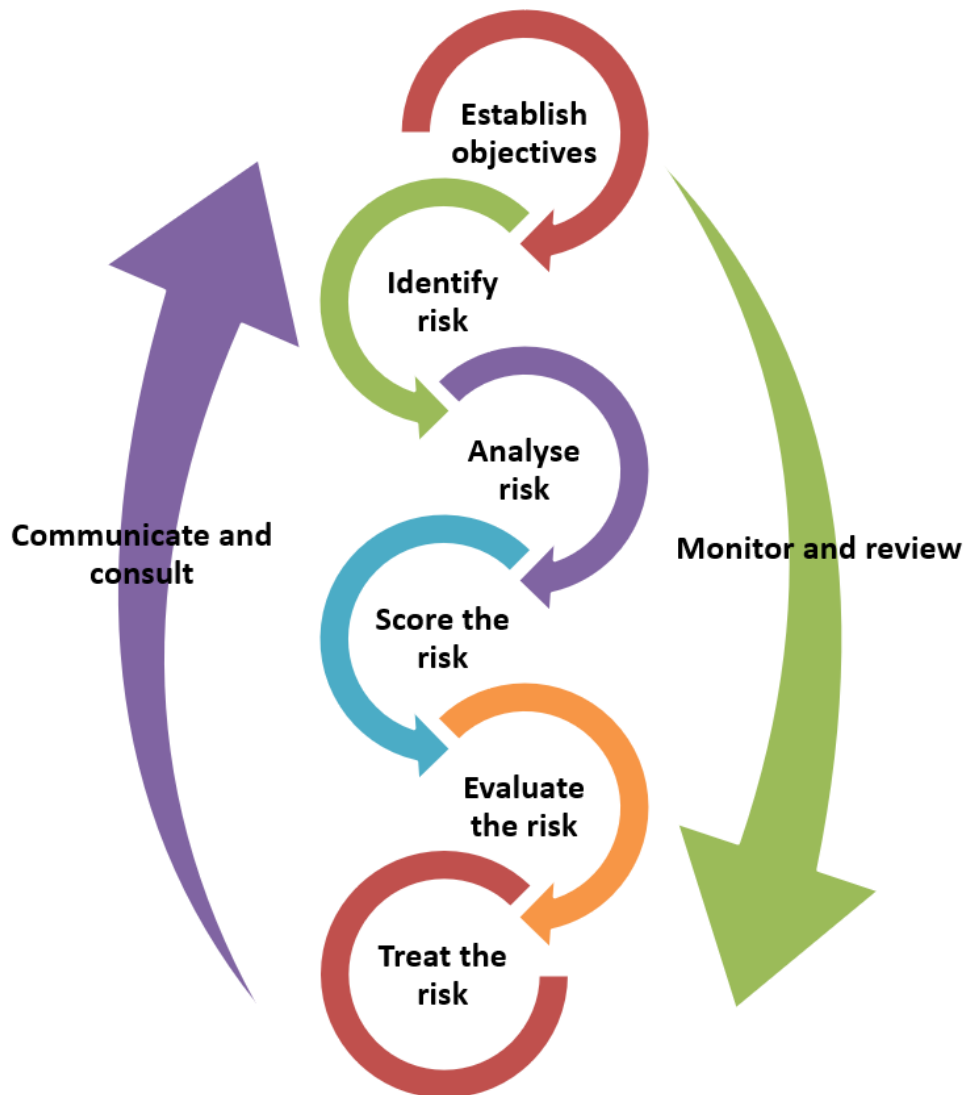 Establish
objectives
Identify
risk
Analyse
risk
Communicate and
consult
Monitor and review
Score the
risk
Evaluate
the risk
Treat the
risk